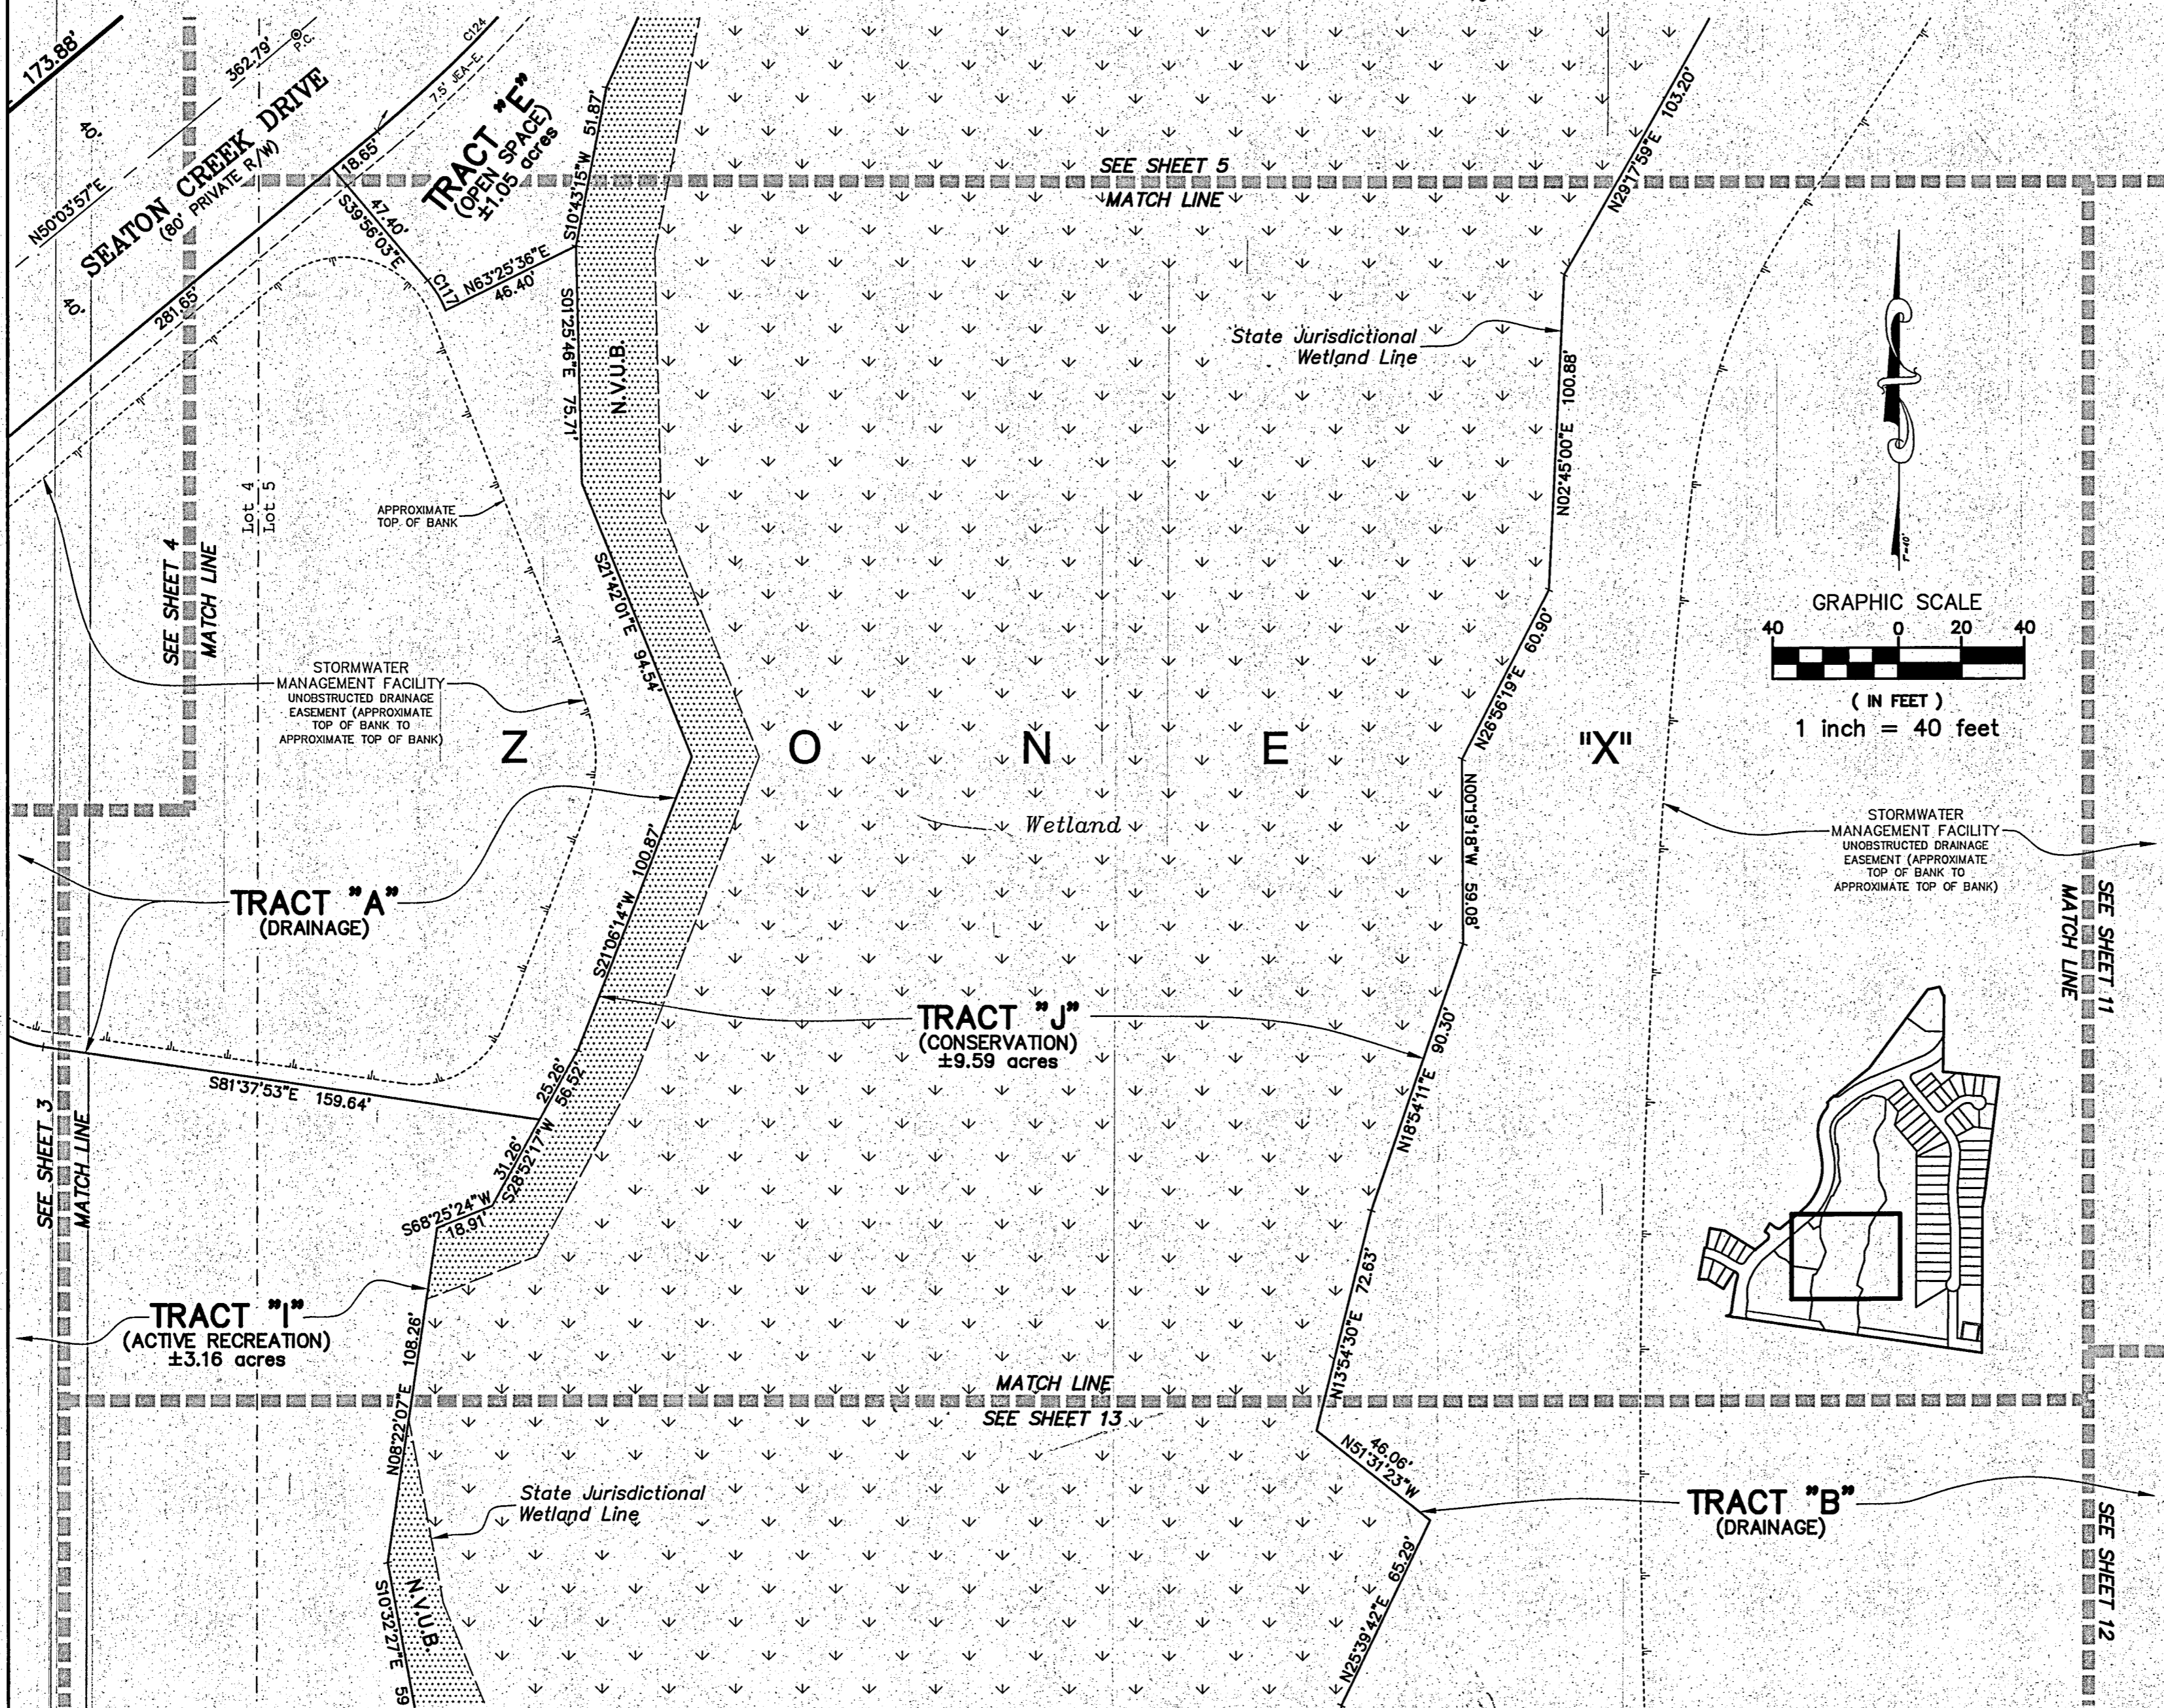 173.88'
362.79'
P.C.
C124
7.5' JEA-E.
40'
N50°03'57"E
SEATON CREEK DRIVE
(80' PRIVATE R/W)
40'
18.65'
281.65'
TRACT "E"
(OPEN SPACE)
±1.05 acres
S10°43'15"W 51.87'
47.40'
S39°56'03"E
C117
N63°25'36"E
46.40'
SEE SHEET 5
MATCH LINE
N29°17'59"E 103.20'
S01°25'46"E 75.71'
N.V.U.B.
State Jurisdictional
Wetland Line
N02°45'00"E 100.88'
1"=40'
GRAPHIC SCALE
40 0 20 40
( IN FEET )
1 inch = 40 feet
Lot 4
Lot 5
APPROXIMATE
TOP OF BANK
SEE SHEET 4
MATCH LINE
S21°42'01"E 94.54'
N26°56'19"E 60.90'
STORMWATER
MANAGEMENT FACILITY
UNOBSTRUCTED DRAINAGE
EASEMENT (APPROXIMATE
TOP OF BANK TO
APPROXIMATE TOP OF BANK)
Z O N E "X"
N00°19'18"W 59.08'
Wetland
STORMWATER
MANAGEMENT FACILITY
UNOBSTRUCTED DRAINAGE
EASEMENT (APPROXIMATE
TOP OF BANK TO
APPROXIMATE TOP OF BANK)
SEE SHEET 11
MATCH LINE
TRACT "A"
(DRAINAGE)
S21°06'14"W 100.87'
TRACT "J"
(CONSERVATION)
±9.59 acres
N18°54'11"E 90.30'
S81°37'53"E 159.64'
25.26'
56.52'
31.26'
S28°52'17"W
SEE SHEET 3
MATCH LINE
S68°25'24"W
18.91'
TRACT "I"
(ACTIVE RECREATION)
±3.16 acres
N08°22'07"E 108.26'
N13°54'30"E 72.63'
MATCH LINE
SEE SHEET 13
46.06'
N51°31'23"W
State Jurisdictional
Wetland Line
TRACT "B"
(DRAINAGE)
SEE SHEET 12
N.V.U.B.
S10°32'27"E 59
N25°39'42"E 65.29'